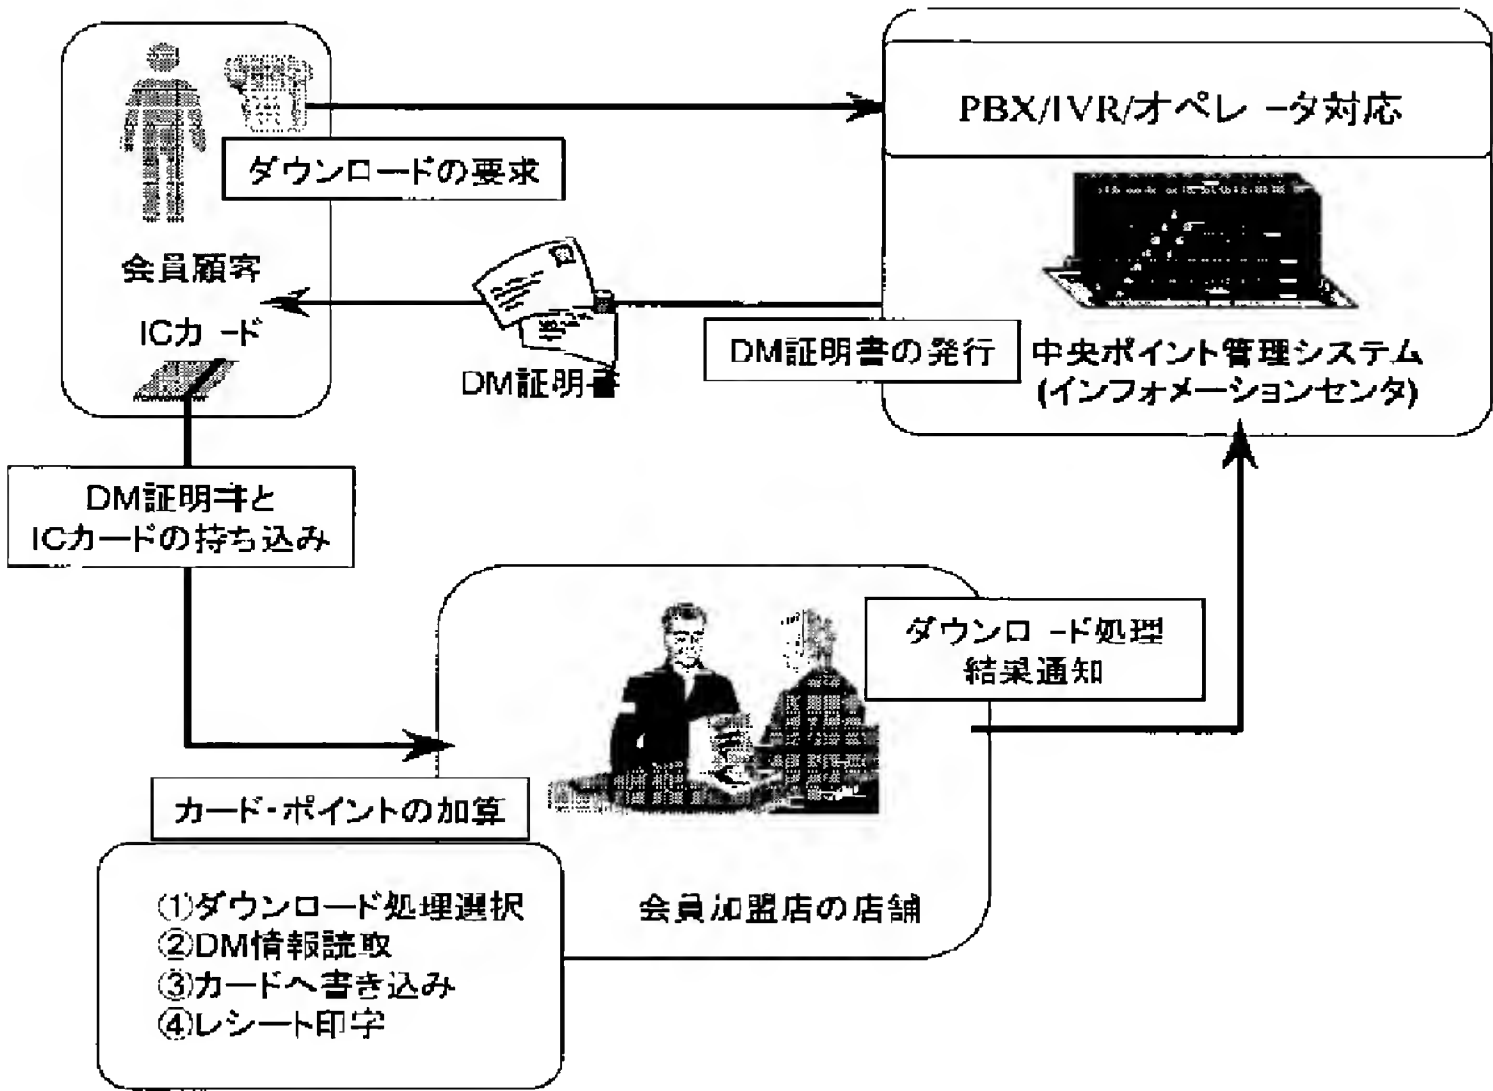 PBX/IVR/オペレータ対応
ダウンロードの要求
会員顧客
ICカード
DM証明書
DM証明書の発行
中央ポイント管理システム
(インフォメーションセンタ)
DM証明書と
ICカードの持ち込み
ダウンロード処理
結果通知
カード・ポイントの加算
①ダウンロード処理選択
②DM情報読取
③カードへ書き込み
④レシート印字
会員加盟店の店舗